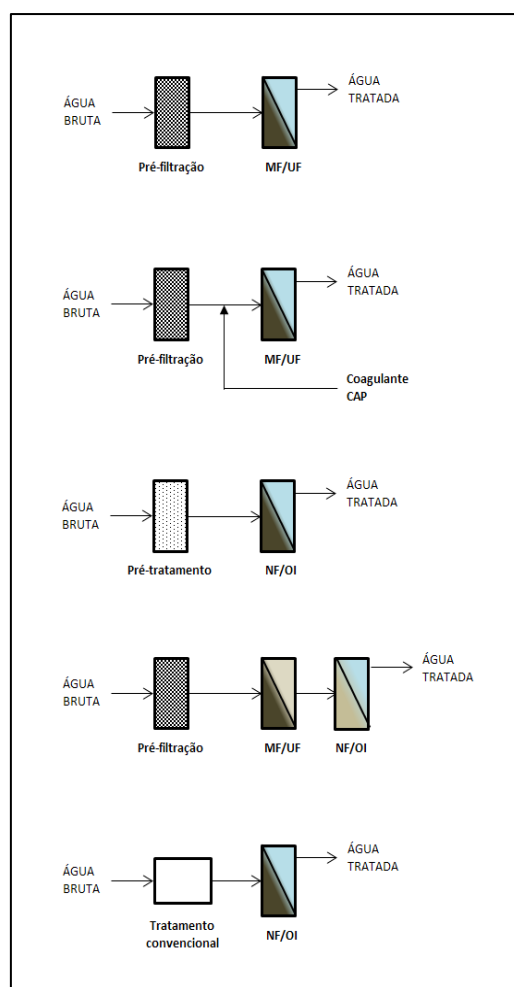 ÁGUA
BRUTA
Pré-filtração
MF/UF
ÁGUA
TRATADA
ÁGUA
BRUTA
Pré-filtração
MF/UF
ÁGUA
TRATADA
Coagulante
CAP
ÁGUA
BRUTA
Pré-tratamento
NF/OI
ÁGUA
TRATADA
ÁGUA
BRUTA
Pré-filtração
MF/UF
NF/OI
ÁGUA
TRATADA
ÁGUA
BRUTA
Tratamento
convencional
NF/OI
ÁGUA
TRATADA